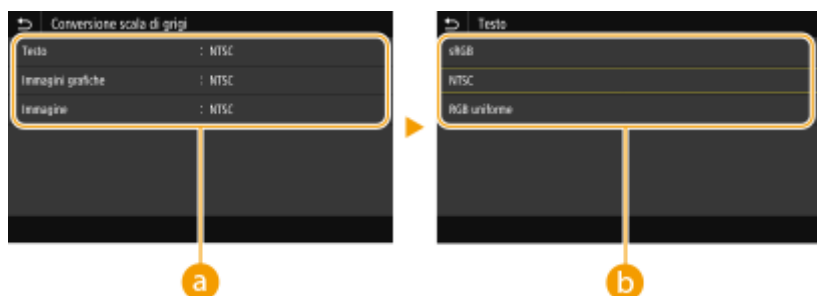 Conversione scala di grigi
Testo : NTSC
Immagini grafiche : NTSC
Immagine : NTSC
a
Testo
sRGB
NTSC
RGB uniforme
b